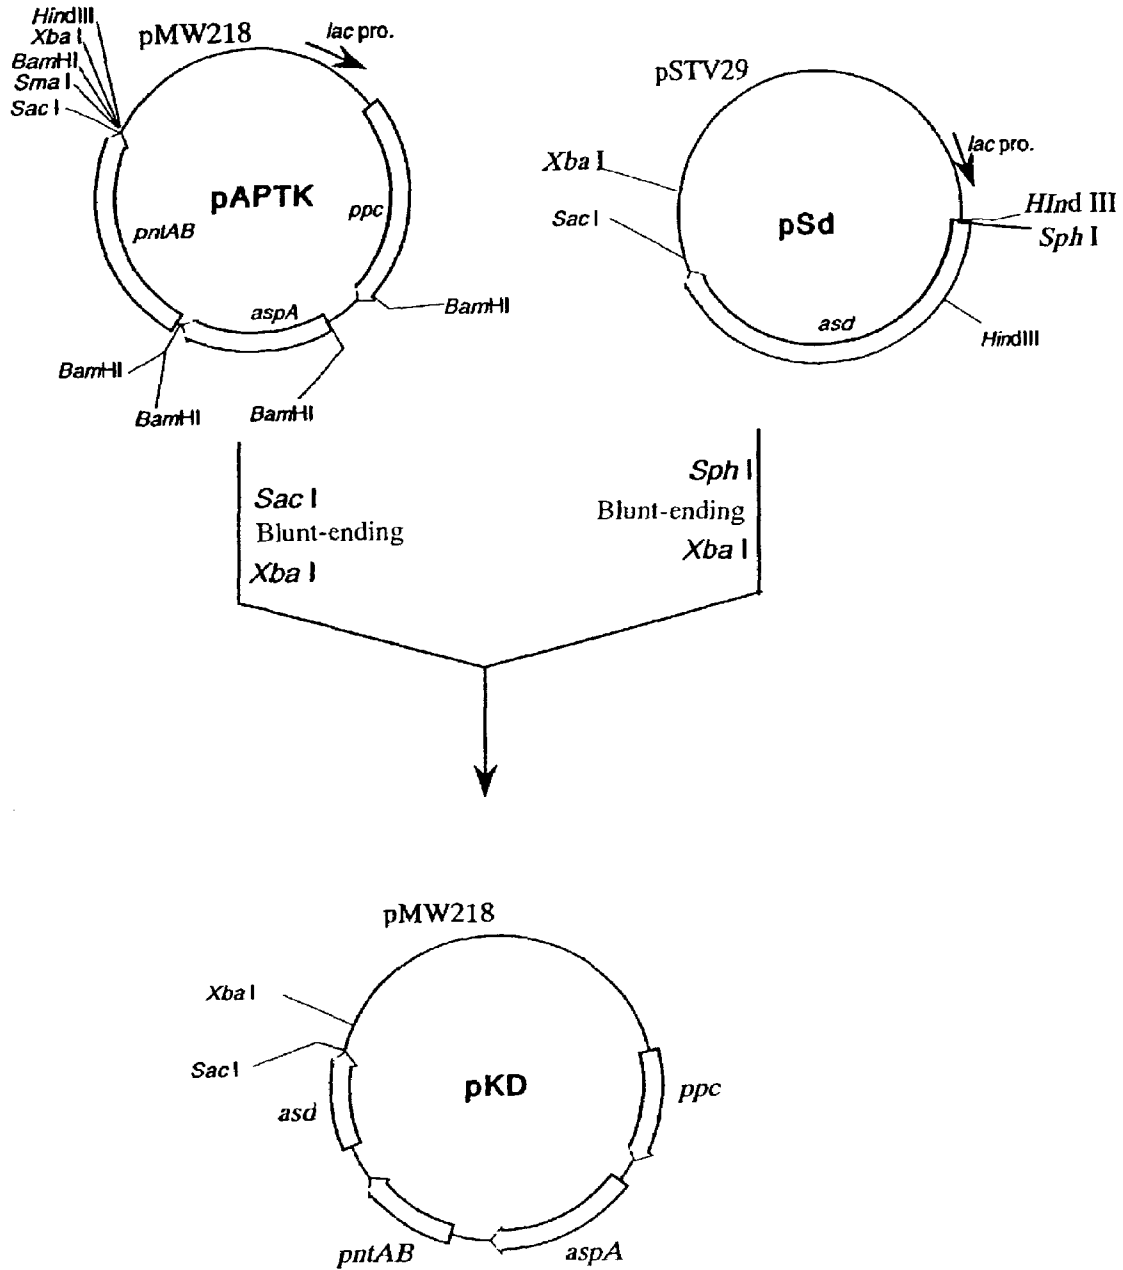 HindIII
Xba I
BamHI
Sma I
Sac I
pMW218
lac pro.
pAPTK
ppc
pntAB
aspA
BamHI
BamHI
BamHI
BamHI
pSTV29
lac pro.
Xba I
Sac I
pSd
HInd III
Sph I
asd
HindIII
Sac I
Blunt-ending
Xba I
Sph I
Blunt-ending
Xba I
pMW218
Xba I
Sac I
asd
pKD
ppc
pntAB
aspA